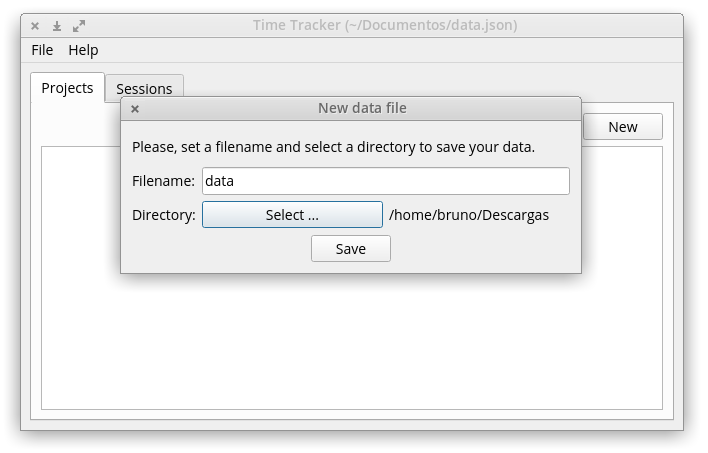 Time Tracker (~/Documentos/data.json)
File Help
Projects Sessions
New data file
New
Please, set a filename and select a directory to save your data.
Filename: data
Directory: Select ... /home/bruno/Descargas
Save